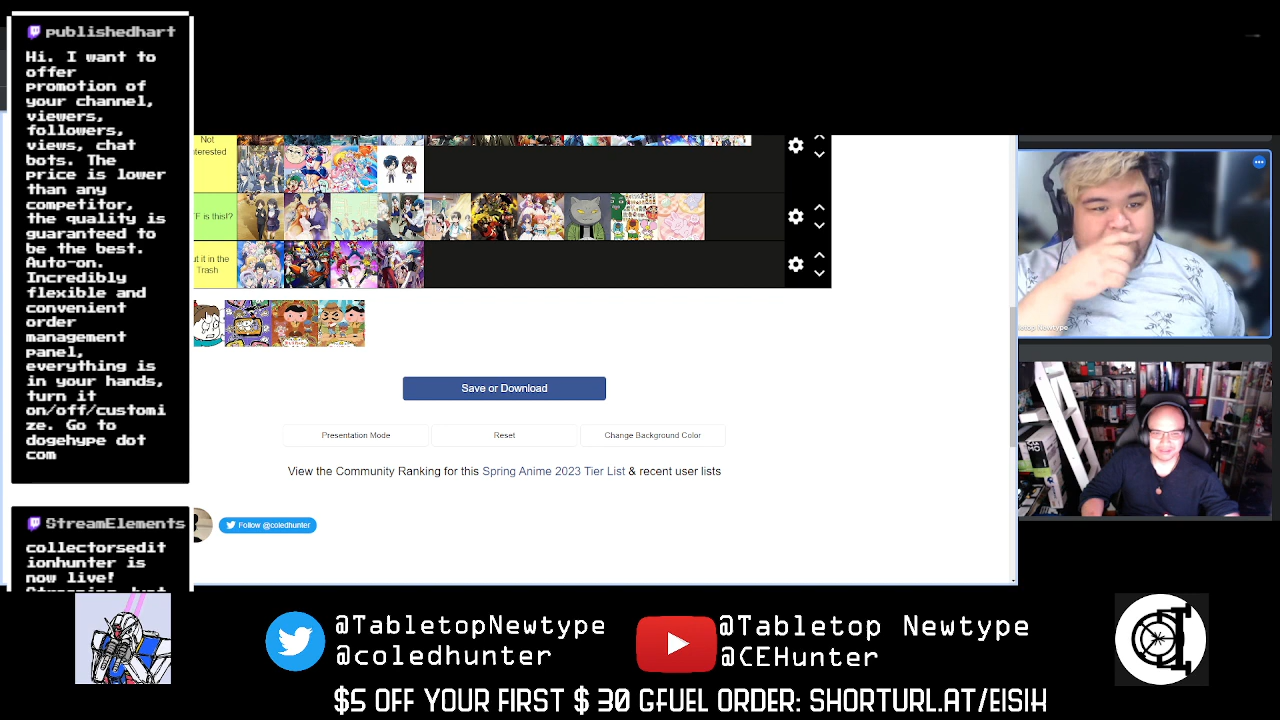 publishedhart
Hi. I want to
offer
promotion of
your channel,
viewers,
followers,
views, chat
bots. The
price is lower
than any
competitor,
the quality is
guaranteed to
be the best.
Auto-on.
Incredibly
flexible and
convenient
order
management
panel,
everything is
in your hands,
turn it
on/off/customi
ze. Go to
dogehype dot
com
StreamElements
collectorsedit
ionhunter is
now live!
Not
F is this!?
ut it in the
Trash
Save or Download
Presentation Mode
Reset
Change Background Color
View the Community Ranking for this Spring Anime 2023 Tier List & recent user lists
Follow @coledhunter
top Newtype
@TabletopNewtype
@coledhunter
@Tabletop Newtype
@CEHunter
$5 OFF YOUR FIRST $ 30 GFUEL ORDER: SHORTURL.AT/EISIH